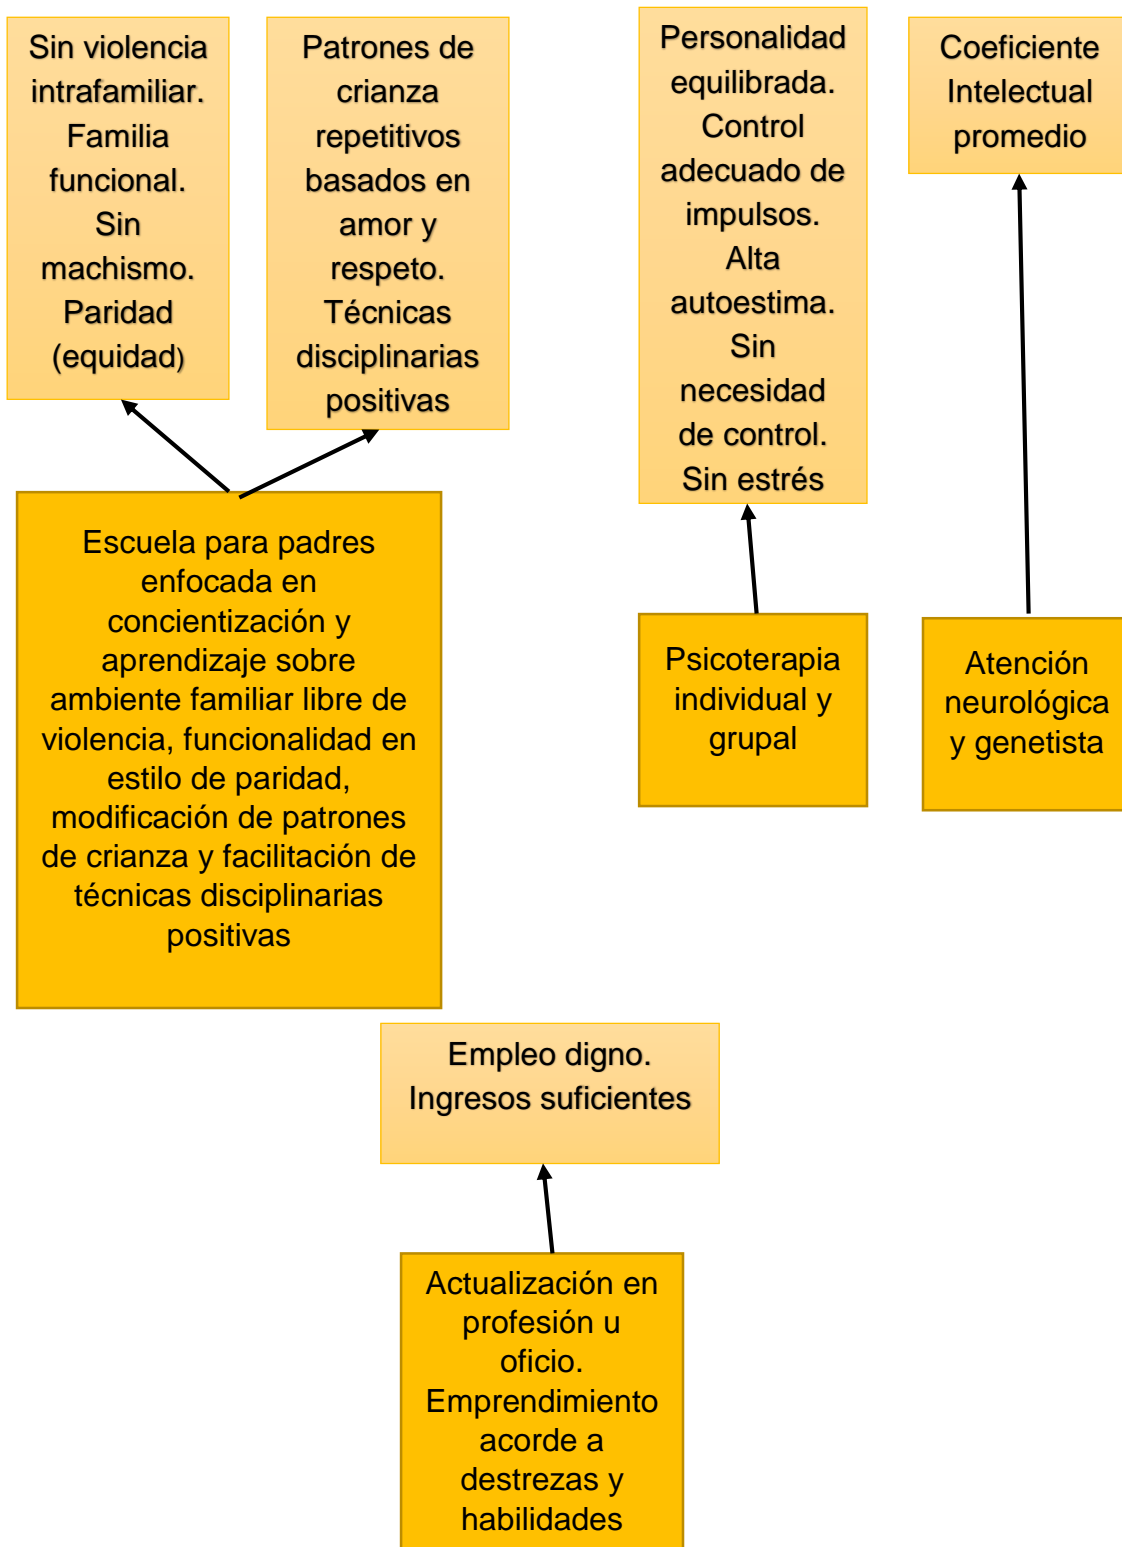 Sin violencia
intrafamiliar.
Familia
funcional.
Sin
machismo.
Paridad
(equidad)
Patrones de
crianza
repetitivos
basados en
amor y
respeto.
Técnicas
disciplinarias
positivas
Personalidad
equilibrada.
Control
adecuado de
impulsos.
Alta
autoestima.
Sin
necesidad
de control.
Sin estrés
Coeficiente
Intelectual
promedio
Escuela para padres
enfocada en
concientización y
aprendizaje sobre
ambiente familiar libre de
violencia, funcionalidad en
estilo de paridad,
modificación de patrones
de crianza y facilitación de
técnicas disciplinarias
positivas
Psicoterapia
individual y
grupal
Atención
neurológica
y genetista
Empleo digno.
Ingresos suficientes
Actualización en
profesión u
oficio.
Emprendimiento
acorde a
destrezas y
habilidades